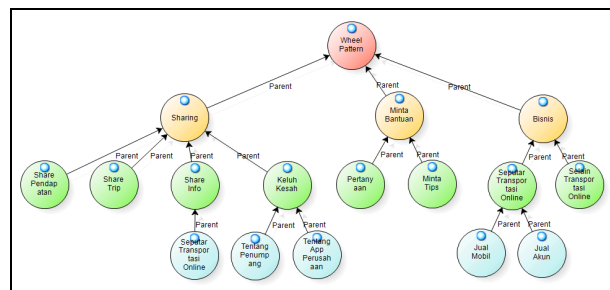 Wheel
Pattern
Parent
Parent
Parent
Sharing
Minta
Bantuan
Bisnis
Parent
Parent
Parent
Parent
Parent
Parent
Parent
Share
Pendap
atan
Share
Trip
Share
Info
Keluh
Kesah
Pertany
aan
Minta
Tips
Seputar
Transpor
tasi
Online
Selain
Transpor
tasi Online
Parent
Parent
Parent
Parent
Parent
Seputar
Transpor
tasi
Online
Tentang
Penump
ang
Tentang
App
Perusah
aan
Jual
Mobil
Jual
Akun